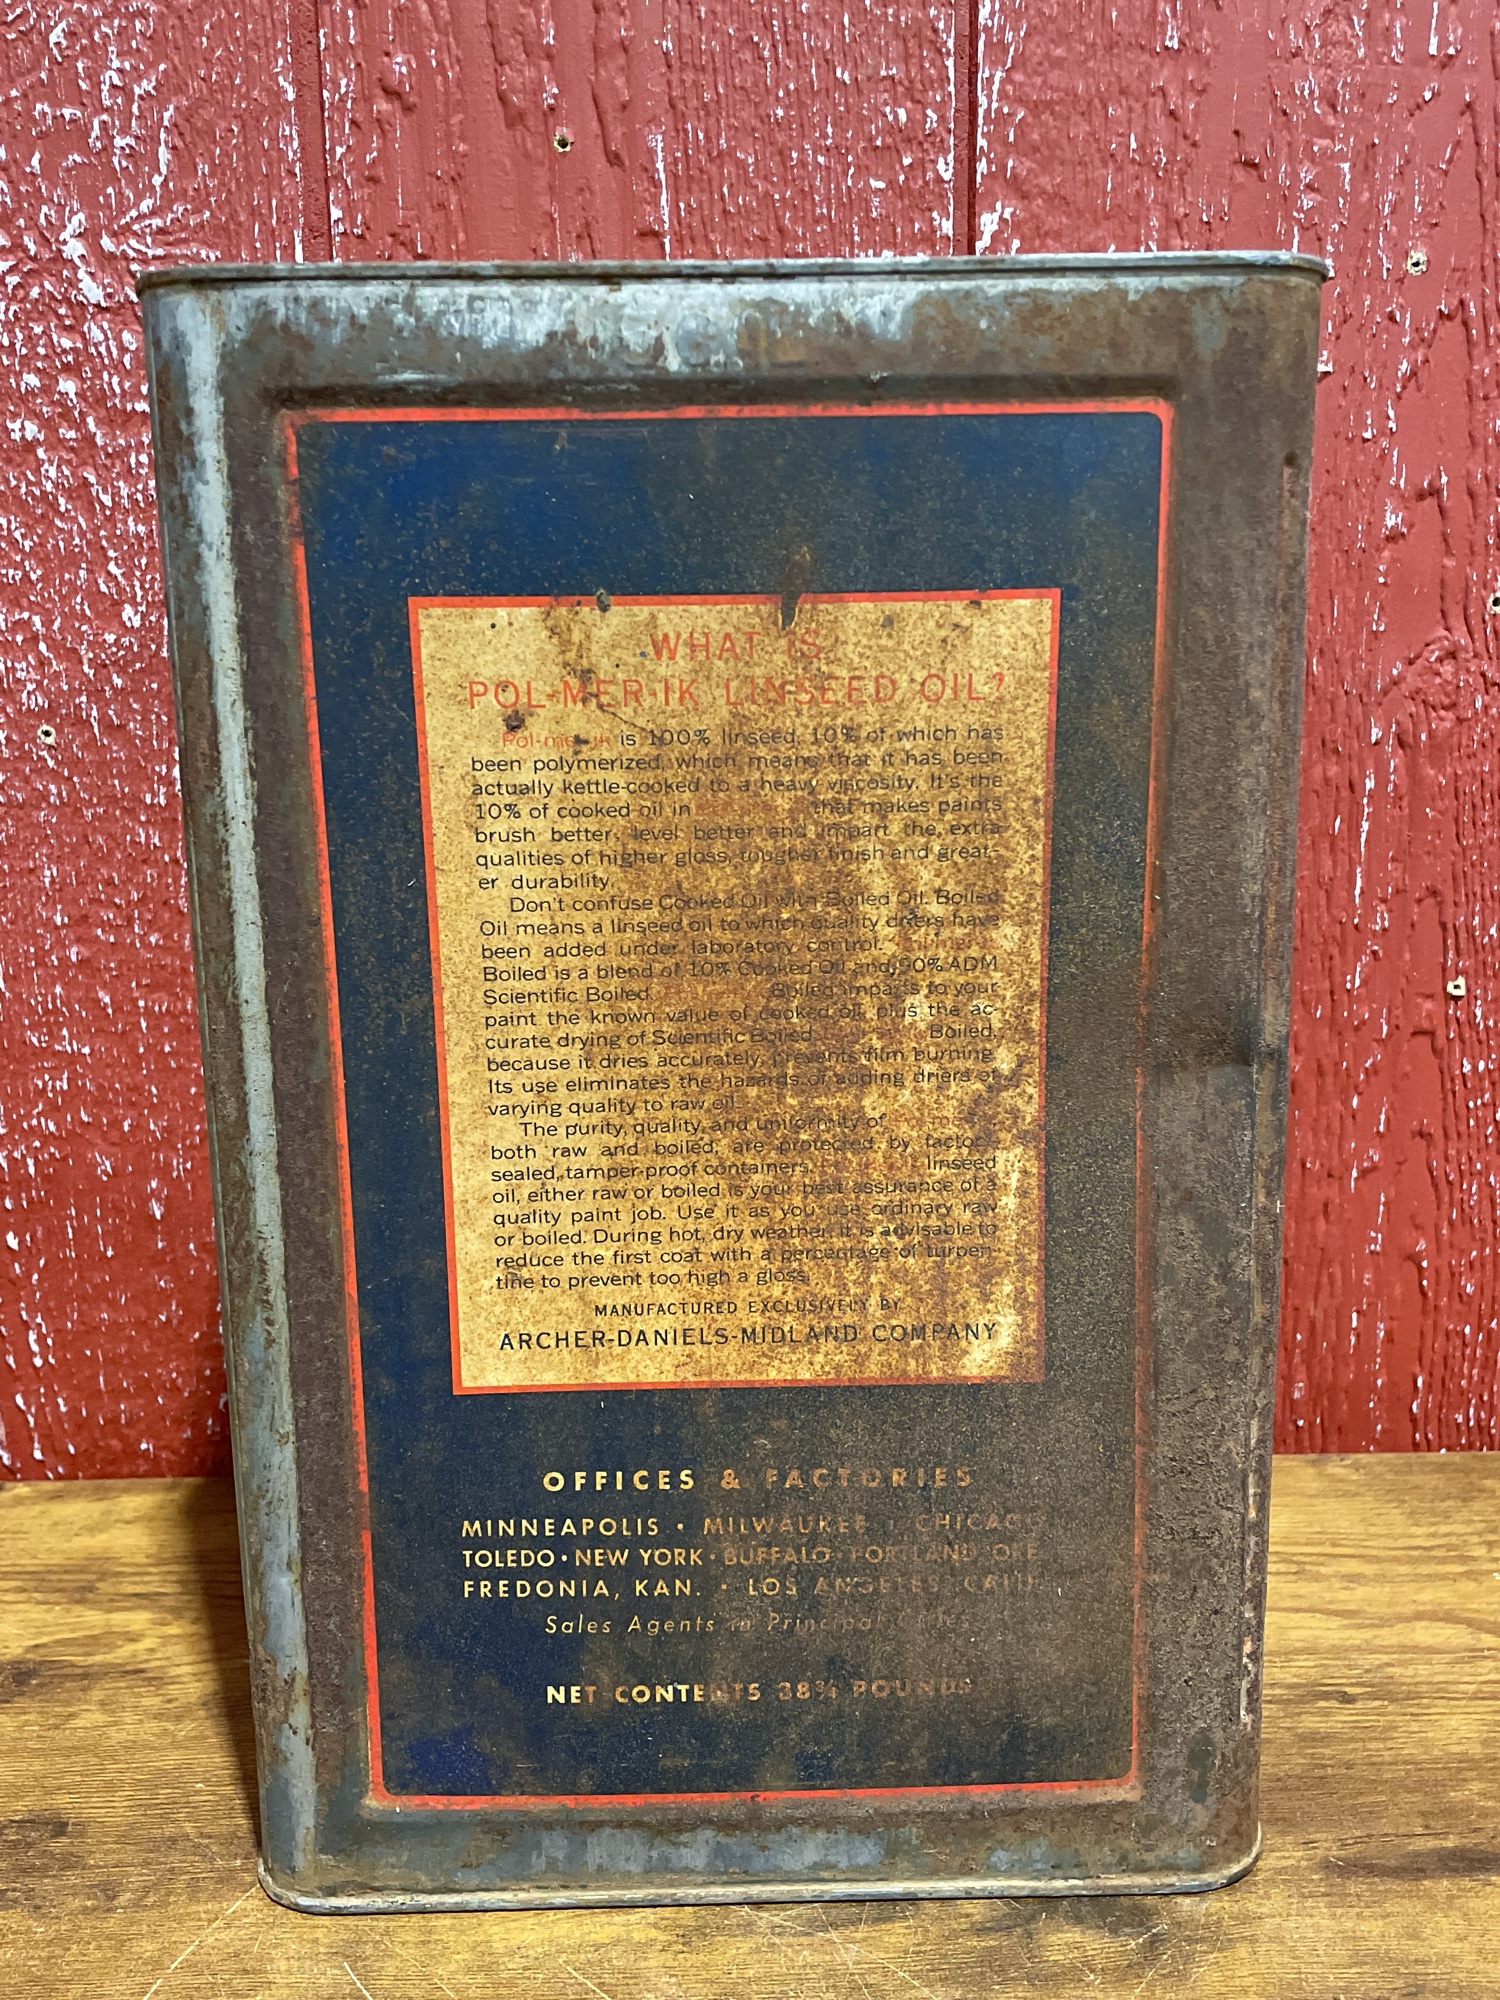 WHAT IS
POL-MER-IK LINSEED OIL?
Pol-mer-ik is 100% linseed, 10% of which has
been polymerized, which means that it has been
actually kettle-cooked to a heavy viscosity. It's the
10% of cooked oil in that makes paints
brush better, level better and impart the extra
qualities of higher gloss, tougher finish and great-
er durability.
Don't confuse Cooked Oil with Boiled Oil. Boiled
Oil means a linseed oil to which quality driers have
been added under laboratory control.
Boiled is a blend of 10% Cooked Oil and 90% ADM
Scientific Boiled. Boiled imparts to your
paint the known value of cooked oil, plus the ac-
curate drying of Scientific Boiled. Boiled,
because it dries accurately, prevents film burning.
Its use eliminates the hazards of adding driers of
varying quality to raw oil.
The purity, quality, and uniformity of
both raw and boiled, are protected by factory-
sealed, tamper-proof containers. linseed
oil, either raw or boiled is your best assurance of a
quality paint job. Use it as you use ordinary raw
or boiled. During hot, dry weather, it is advisable to
reduce the first coat with a percentage of turpen-
tine to prevent too high a gloss.
MANUFACTURED EXCLUSIVELY BY
ARCHER-DANIELS-MIDLAND COMPANY
OFFICES & FACTORIES
MINNEAPOLIS • MILWAUKEE • CHICAGO
TOLEDO • NEW YORK • BUFFALO • PORTLAND, ORE.
FREDONIA, KAN. • LOS ANGELES, CALIF.
Sales Agents in Principal Cities
NET CONTENTS 38¾ POUNDS